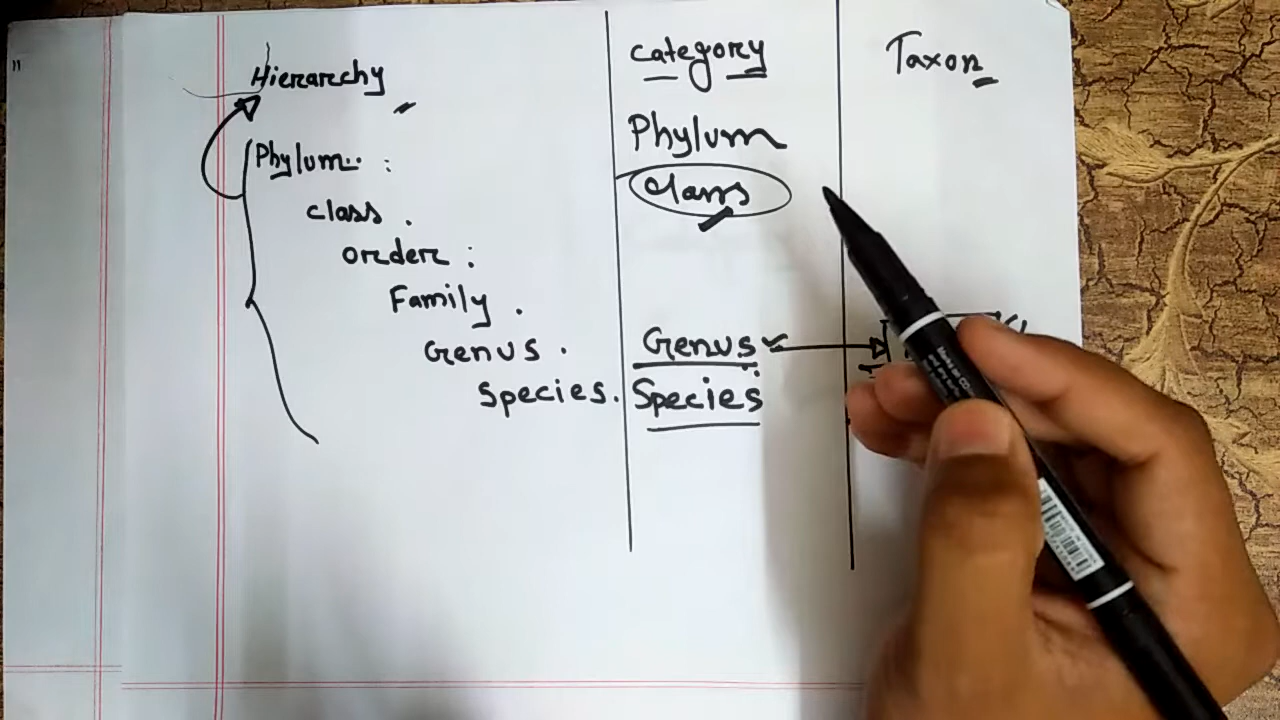 Hierarchy
Phylum :
class .
order :
Family .
Genus .
Species .
Category
Phylum
class
Genus
Species
Taxon